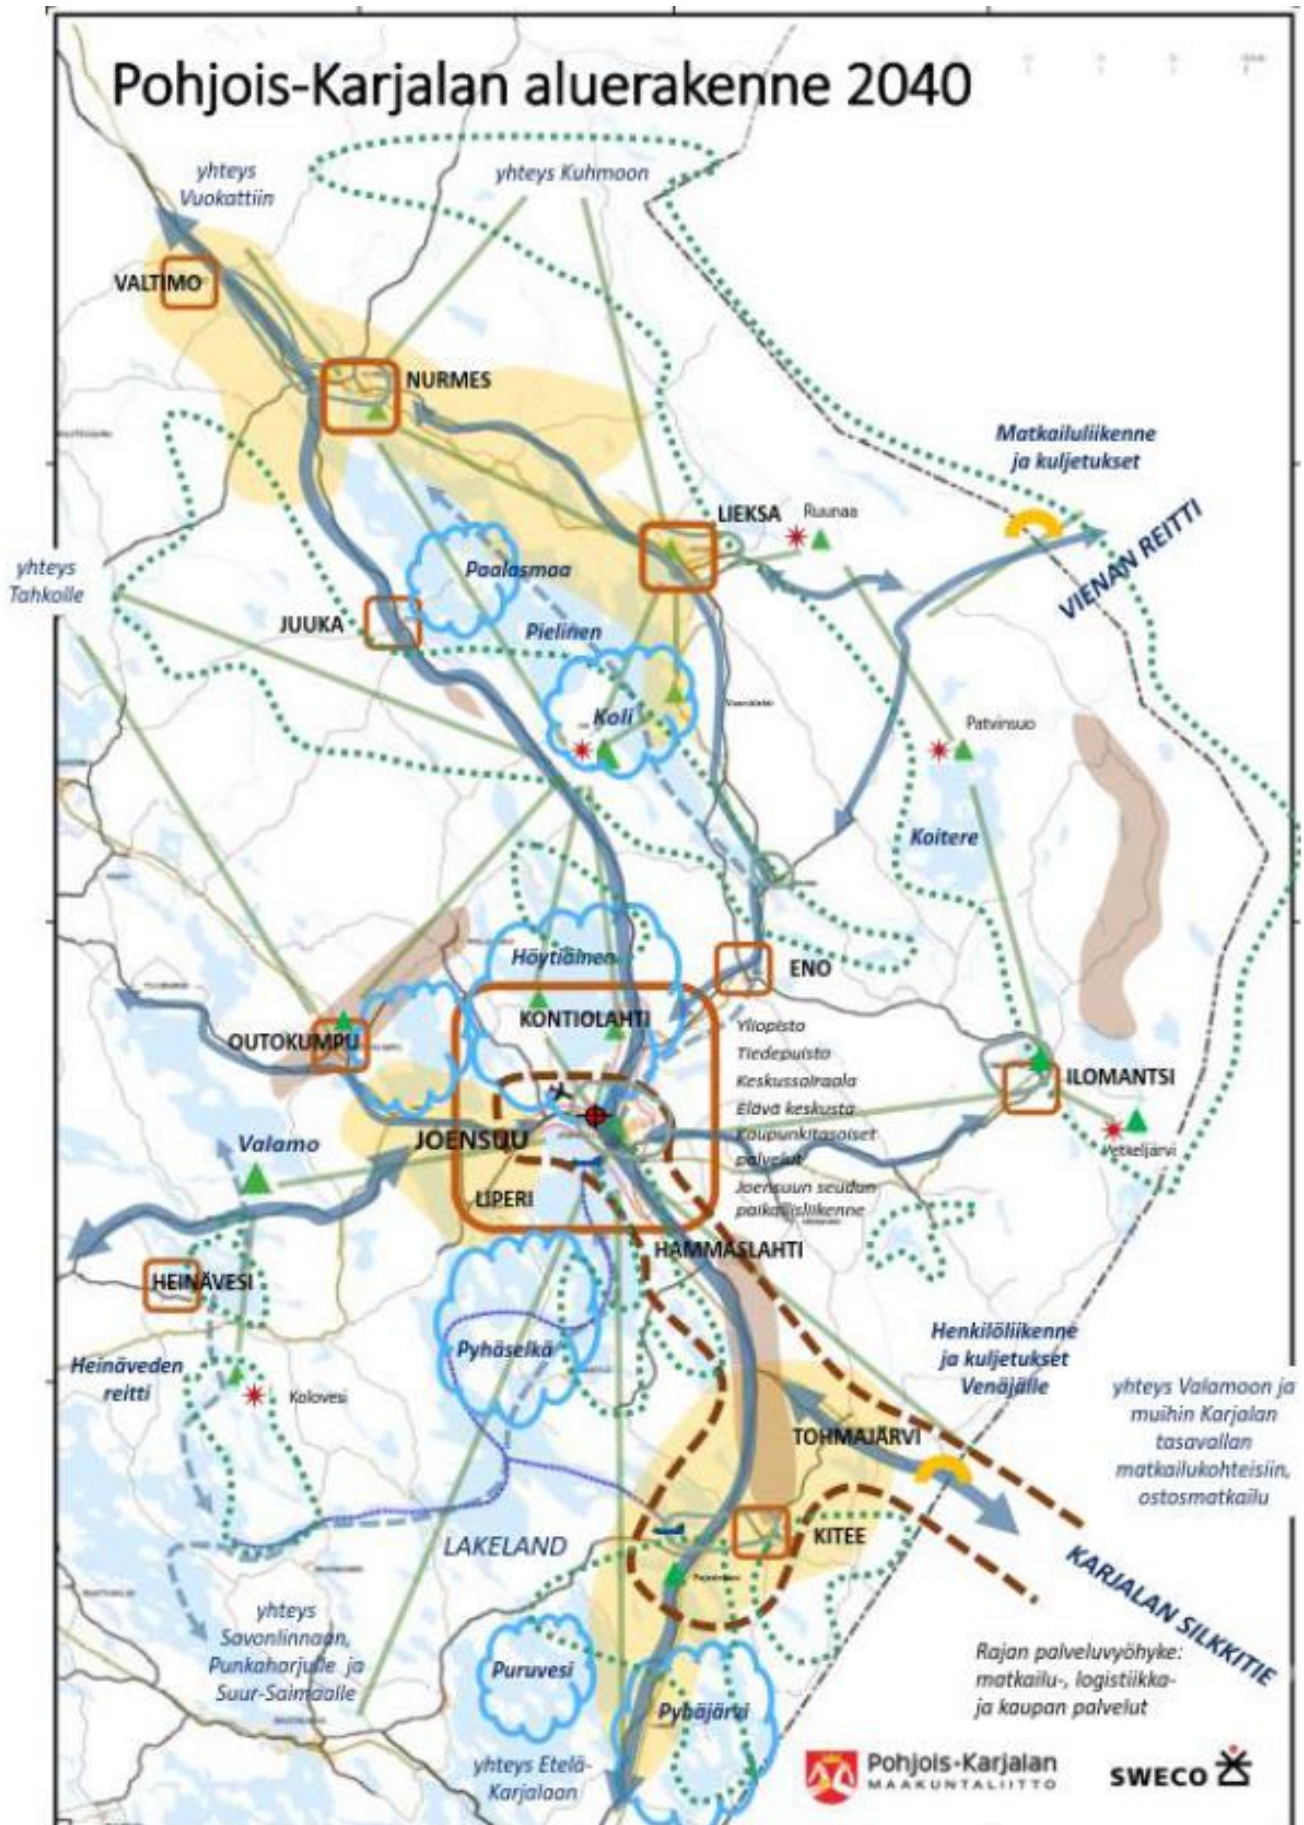 Pohjois-Karjalan aluerakenne 2040
yhteys
Vuokattiin
yhteys Kuhmoon
VALTIMO
NURMES
Matkailuliikenne
ja kuljetukset
VIENAN REITTI
LIEKSA
Ruunaa
yhteys
Tahkolle
Paalasmaa
JUUKA
Pielinen
Koli
Patvinsuo
Koitere
Höytiäinen
ENO
KONTIOLAHTI
OUTOKUMPU
Yliopisto
Tiedepuisto
Keskussairaala
Elävä keskusta
Kaupunkitasoiset
palvelut
Joensuun seudun
paikallisliikenne
ILOMANTSI
Petkeljärvi
JOENSUU
Valamo
LIPERI
HAMMASLAHTI
HEINÄVESI
Heinäveden
reitti
Kolovesi
Pyhäselkä
Henkilöliikenne
ja kuljetukset
Venäjälle
yhteys Valamoon ja
muihin Karjalan
tasavallan
matkailukohteisiin,
ostosmatkailu
TOHMAJÄRVI
KITEE
LAKELAND
KARJALAN SILKKITIE
yhteys
Savonlinnaan,
Punkaharjulle ja
Suur-Saimaalle
Puruvesi
Pyhäjärvi
Rajan palveluvyöhyke:
matkailu-, logistiikka-
ja kaupan palvelut
yhteys Etelä-
Karjalaan
Pohjois-Karjalan
MAAKUNTALIITTO
SWECO